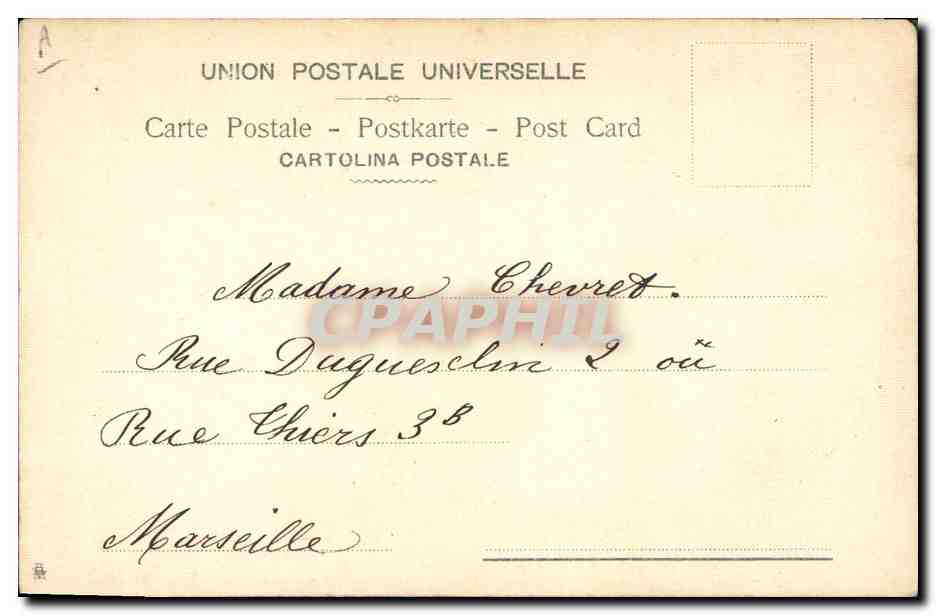 A
UNION POSTALE UNIVERSELLE
Carte Postale - Postkarte - Post Card
CARTOLINA POSTALE
Madame Chevret.
CPAPHIL
Rue Duguesclin 2 où
Rue Thiers 3B
Marseille